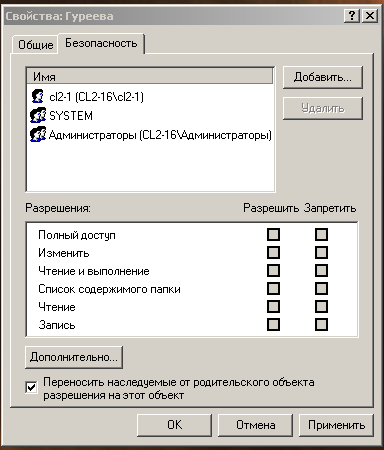 Свойства: Гуреева
Общие
Безопасность
Имя
Добавить...
cl2-1 (CL2-16\cl2-1)
Удалить
SYSTEM
Администраторы (CL2-16\Администраторы)
Разрешения:
Разрешить Запретить
Полный доступ
Изменить
Чтение и выполнение
Список содержимого папки
Чтение
Запись
Дополнительно...
Переносить наследуемые от родительского объекта
разрешения на этот объект
OK
Отмена
Применить